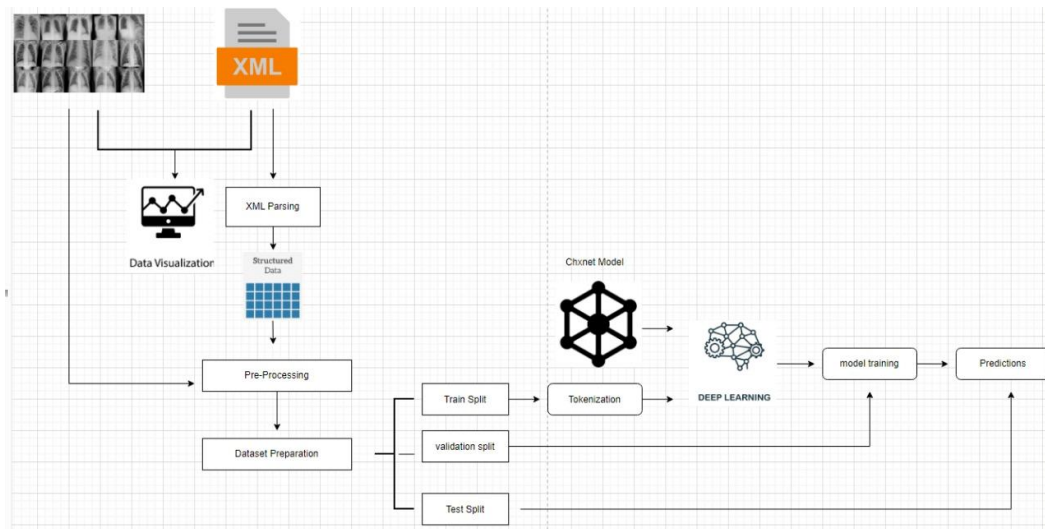 XML
XML Parsing
Data Visualization
Structured
Data
Chxnet Model
Pre-Processing
model training
Predictions
Train Split
Tokenization
DEEP LEARNING
validation split
Dataset Preparation
Test Split